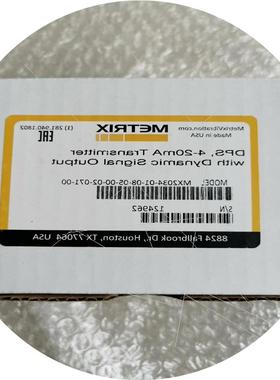 METRIX
MetrixVibration.com
Made in USA
EAC
(1) 281.940.1802
DPS, 4-20mA Transmitter
with Dynamic Signal Output
MODEL: MX2034-01-08-05-00-02-071-00
S/N
124962
8824 Fallbrook Dr., Houston, TX 77064 USA